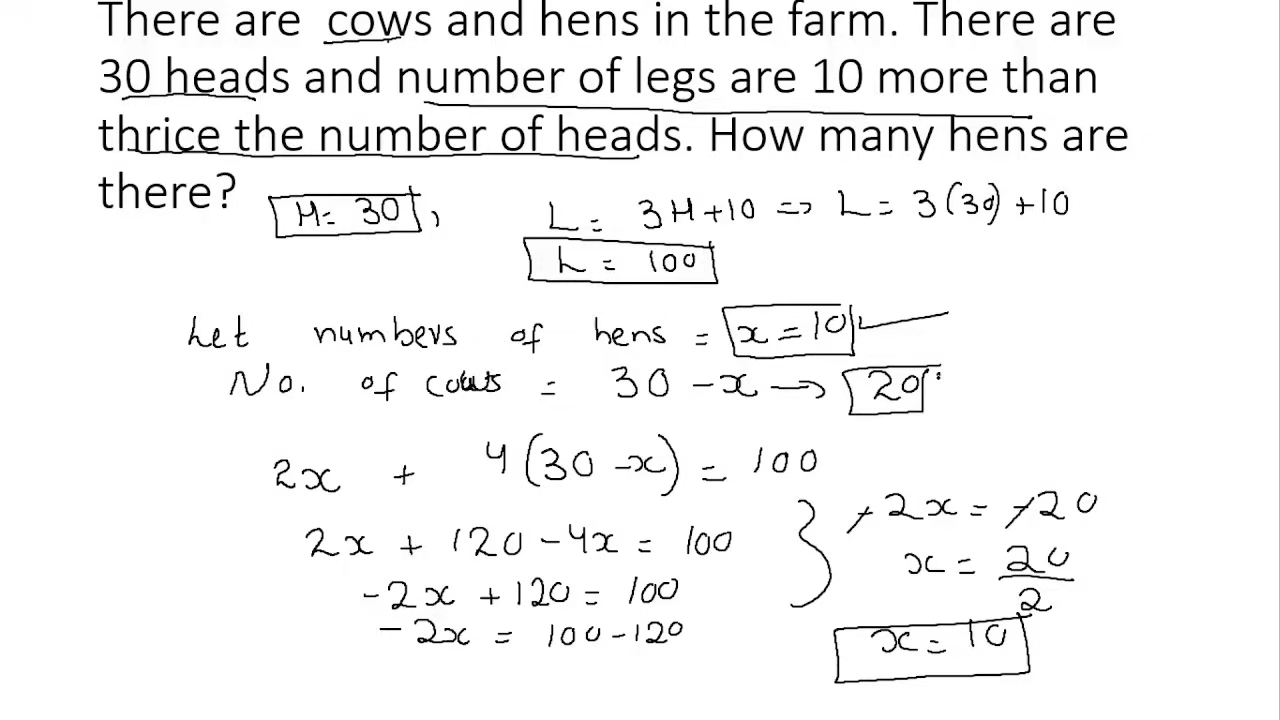 There are cows and hens in the farm. There are
30 heads and number of legs are 10 more than
thrice the number of heads. How many hens are
there?
H = 30, L = 3H + 10 => L = 3(30) + 10
L = 100
Let numbers of hens = x = 10
No. of cows = 30 - x → 20
2x + 4(30 - x) = 100
2x + 120 - 4x = 100
-2x + 120 = 100
-2x = 100 - 120
-2x = -20
x = 20/2
x = 10